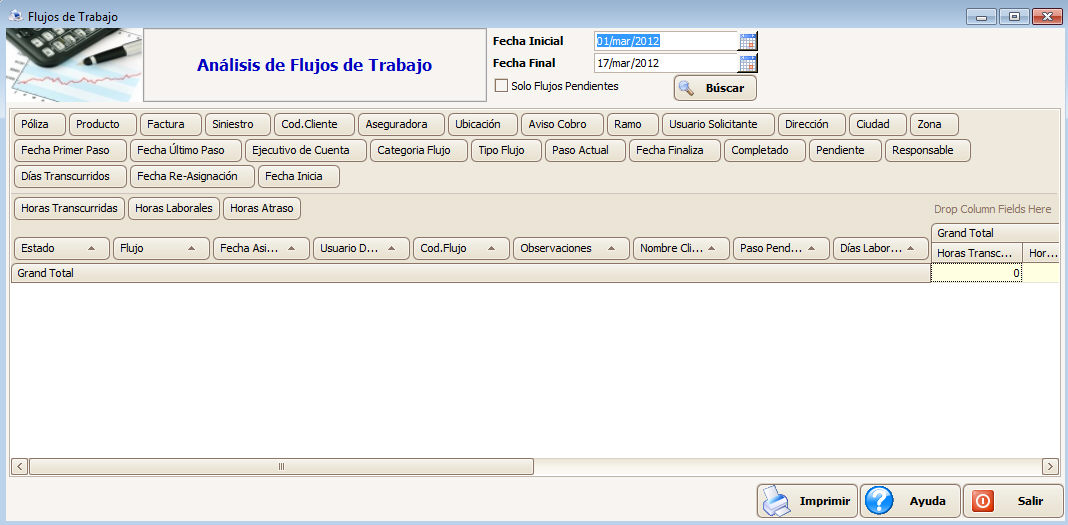 Flujos de Trabajo
Análisis de Flujos de Trabajo
Fecha Inicial 01/mar/2012
Fecha Final 17/mar/2012
Solo Flujos Pendientes Búscar
Póliza Producto Factura Siniestro Cod.Cliente Aseguradora Ubicación Aviso Cobro Ramo Usuario Solicitante Dirección Ciudad Zona
Fecha Primer Paso Fecha Último Paso Ejecutivo de Cuenta Categoria Flujo Tipo Flujo Paso Actual Fecha Finaliza Completado Pendiente Responsable
Días Transcurridos Fecha Re-Asignación Fecha Inicia
Horas Transcurridas Horas Laborales Horas Atraso Drop Column Fields Here
Grand Total
Estado Flujo Fecha Asi... Usuario D... Cod.Flujo Observaciones Nombre Cli... Paso Pend... Días Labor... Horas Transc... Hor...
Grand Total 0
Imprimir Ayuda Salir